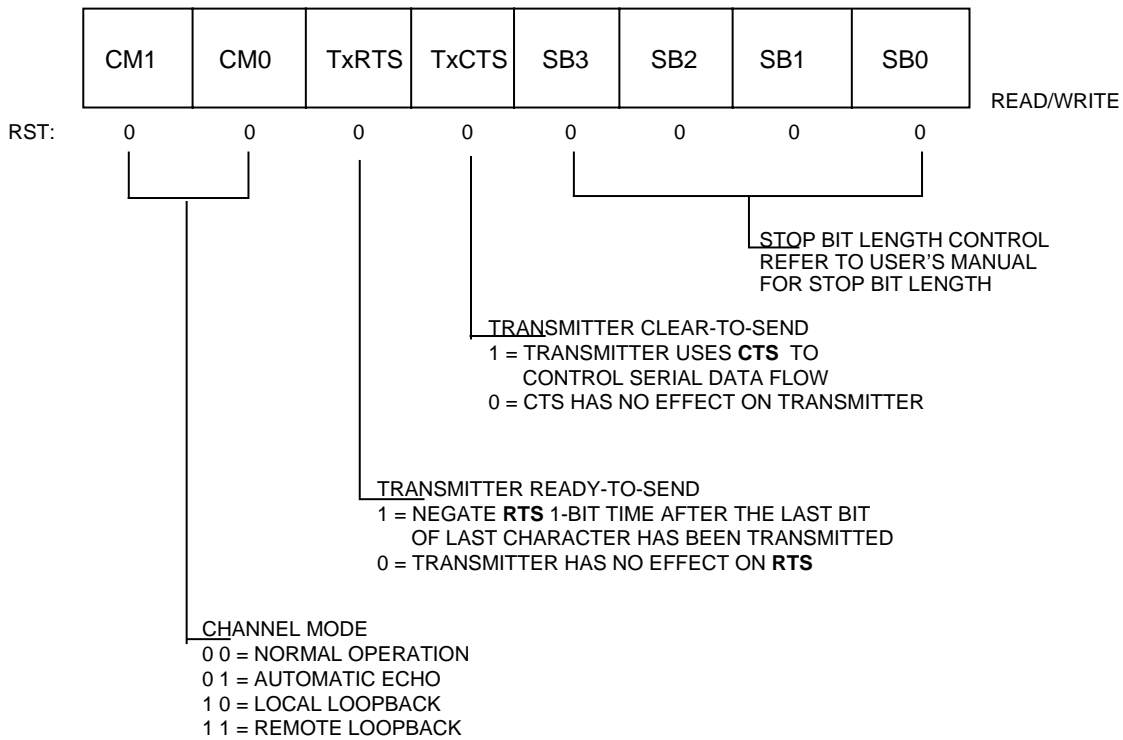 CM1 CM0 TxRTS TxCTS SB3 SB2 SB1 SB0
READ/WRITE
RST: 0 0 0 0 0 0 0 0
STOP BIT LENGTH CONTROL
REFER TO USER'S MANUAL
FOR STOP BIT LENGTH
TRANSMITTER CLEAR-TO-SEND
1 = TRANSMITTER USES CTS TO
CONTROL SERIAL DATA FLOW
0 = CTS HAS NO EFFECT ON TRANSMITTER
TRANSMITTER READY-TO-SEND
1 = NEGATE RTS 1-BIT TIME AFTER THE LAST BIT
OF LAST CHARACTER HAS BEEN TRANSMITTED
0 = TRANSMITTER HAS NO EFFECT ON RTS
CHANNEL MODE
0 0 = NORMAL OPERATION
0 1 = AUTOMATIC ECHO
1 0 = LOCAL LOOPBACK
1 1 = REMOTE LOOPBACK